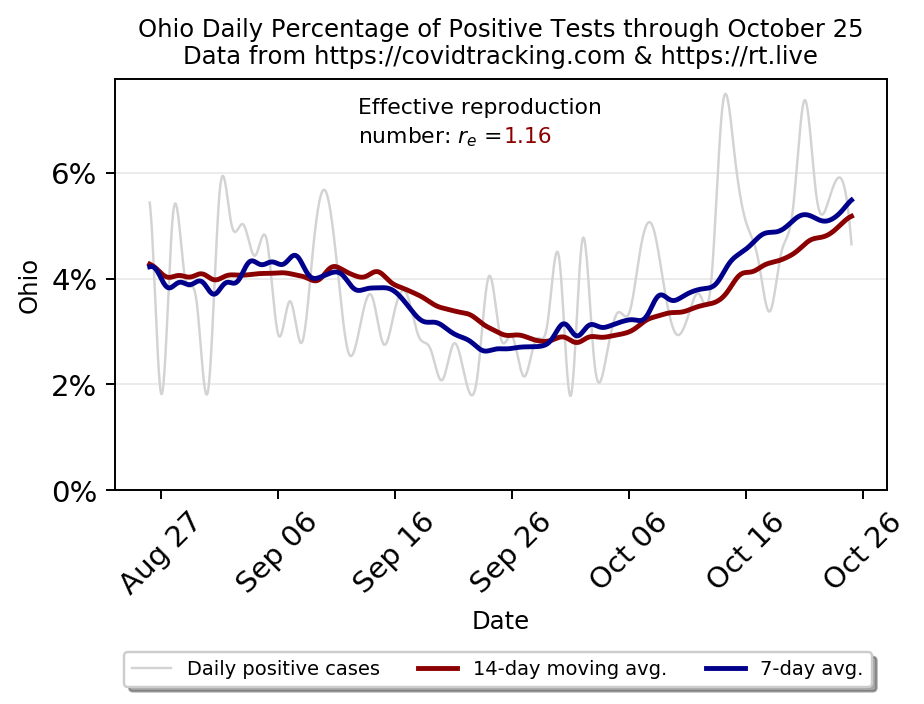 Ohio Daily Percentage of Positive Tests through October 25
Data from https://covidtracking.com & https://rt.live
Effective reproduction
number: rₑ =1.16
6%
4%
2%
0%
Ohio
Aug 27
Sep 06
Sep 16
Sep 26
Oct 06
Oct 16
Oct 26
Date
Daily positive cases
14-day moving avg.
7-day avg.